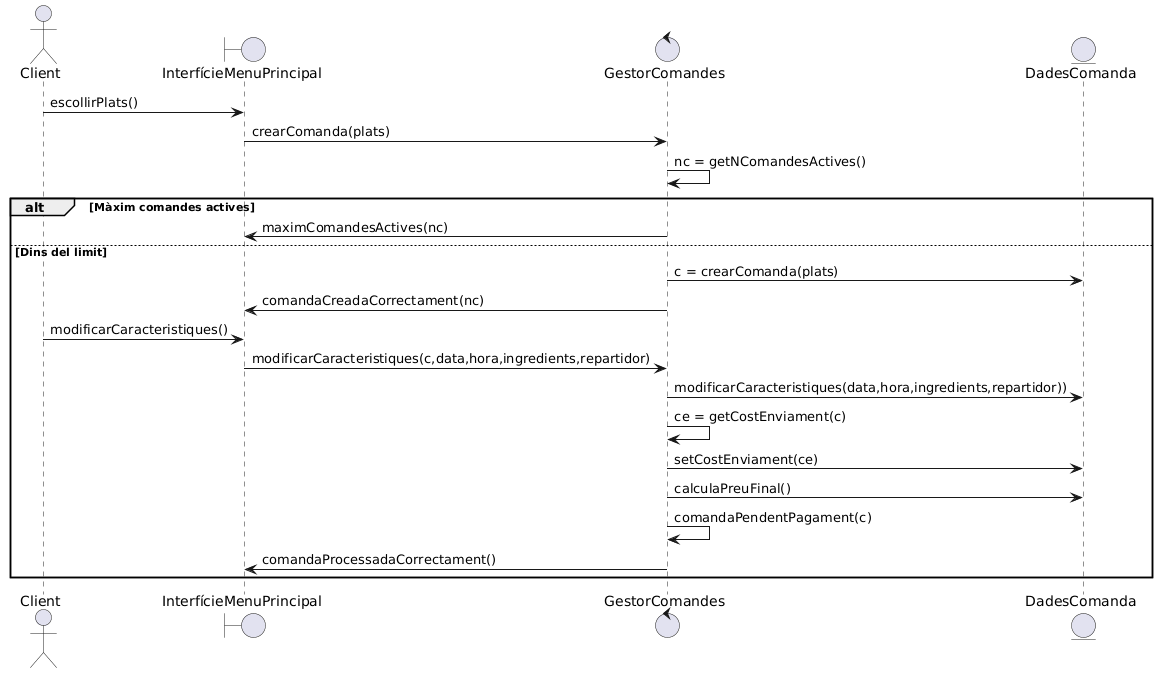 Client
InterfícieMenuPrincipal
GestorComandes
DadesComanda
escollirPlats()
crearComanda(plats)
nc = getNComandesActives()
alt
[Màxim comandes actives]
maximComandesActives(nc)
[Dins del limit]
c = crearComanda(plats)
comandaCreadaCorrectament(nc)
modificarCaracteristiques()
modificarCaracteristiques(c,data,hora,ingredients,repartidor)
modificarCaracteristiques(data,hora,ingredients,repartidor))
ce = getCostEnviament(c)
setCostEnviament(ce)
calculaPreuFinal()
comandaPendentPagament(c)
comandaProcessadaCorrectament()
Client
InterfícieMenuPrincipal
GestorComandes
DadesComanda